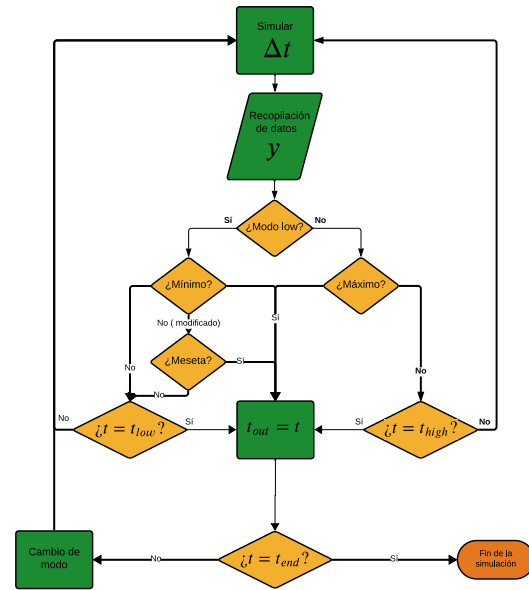 Simular
Δt
Recopilación
de datos
y
Sí
¿Modo low?
No
¿Mínimo?
¿Máximo?
No ( modificado)
Sí
¿Meseta?
Sí
No
No
No
No
¿t = t_low?
Sí
t_out = t
Sí
¿t = t_high?
No
Cambio de
modo
No
¿t = t_end?
Sí
Fin de la
simulación